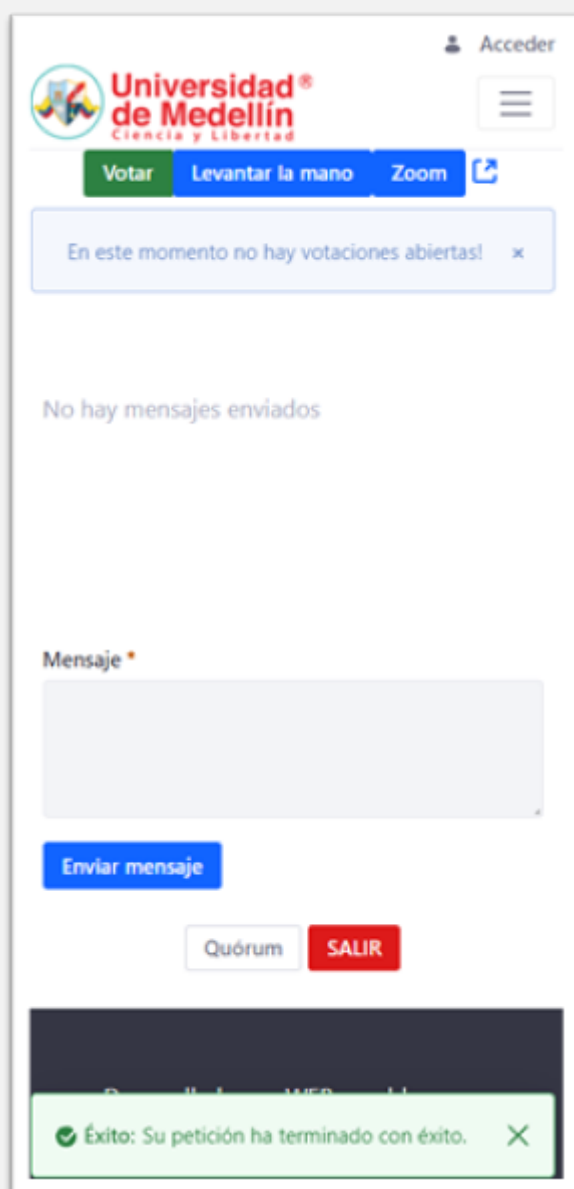 Acceder
Universidad®
de Medellín
Ciencia y Libertad
Votar Levantar la mano Zoom
En este momento no hay votaciones abiertas! ×
No hay mensajes enviados
Mensaje *
Enviar mensaje
Quórum SALIR
Éxito: Su petición ha terminado con éxito.